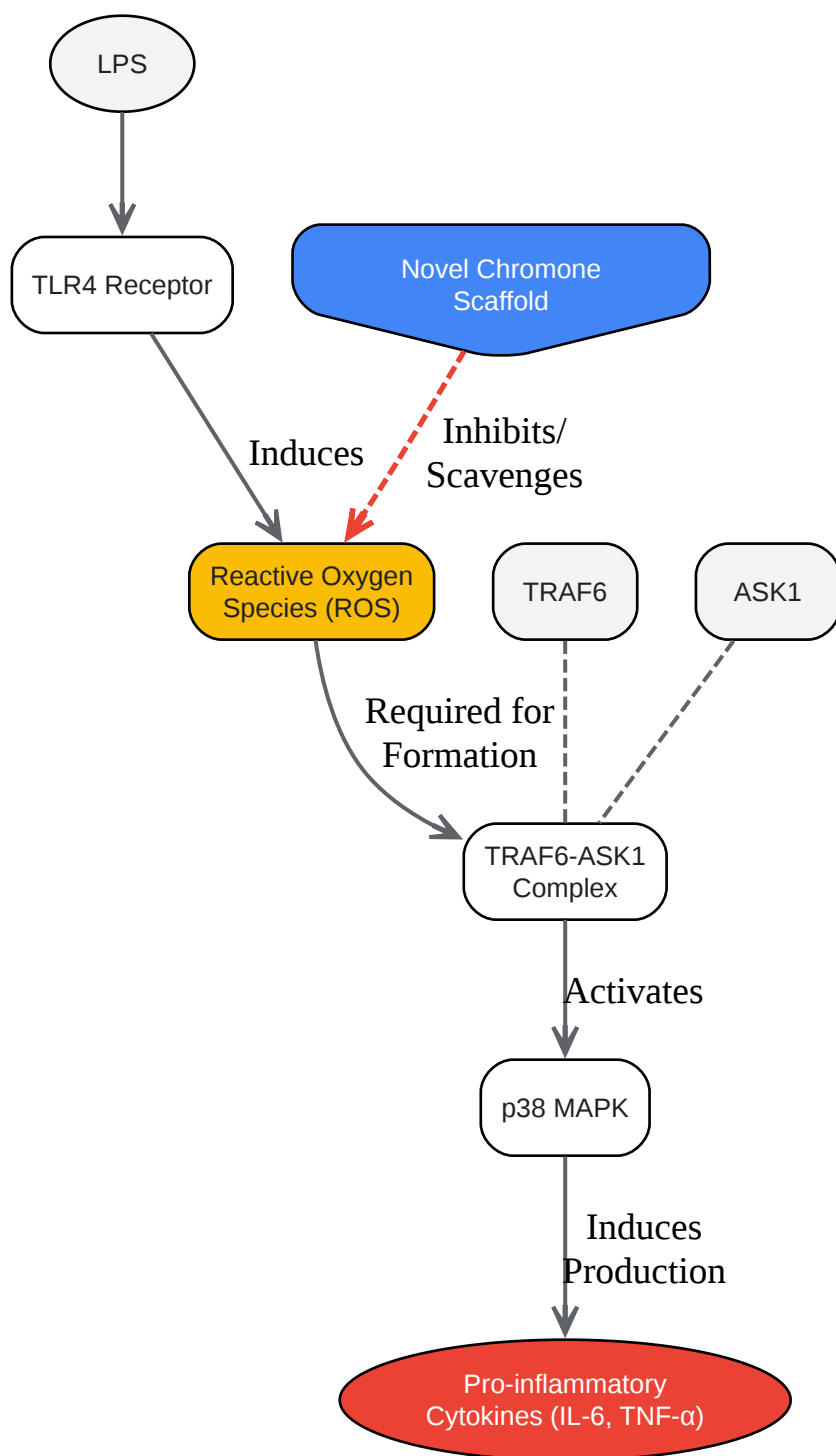 LPS
TLR4 Receptor
Novel Chromone
Scaffold
Induces
Inhibits/
Scavenges
Reactive Oxygen
Species (ROS)
TRAF6
ASK1
Required for
Formation
TRAF6-ASK1
Complex
Activates
p38 MAPK
Induces
Production
Pro-inflammatory
Cytokines (IL-6, TNF-α)